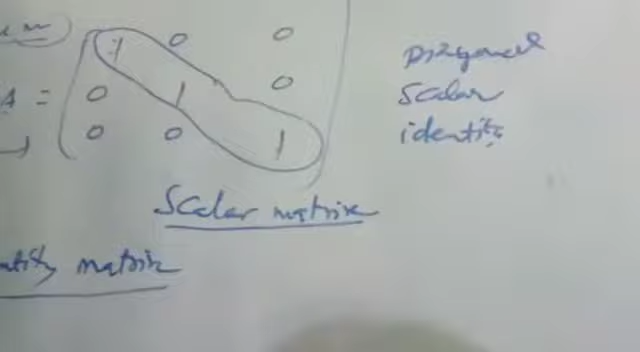 1 0 0
A = 0 1 0
0 0 1
Diagonal
Scalar
identity
Scalar matrix
matrix